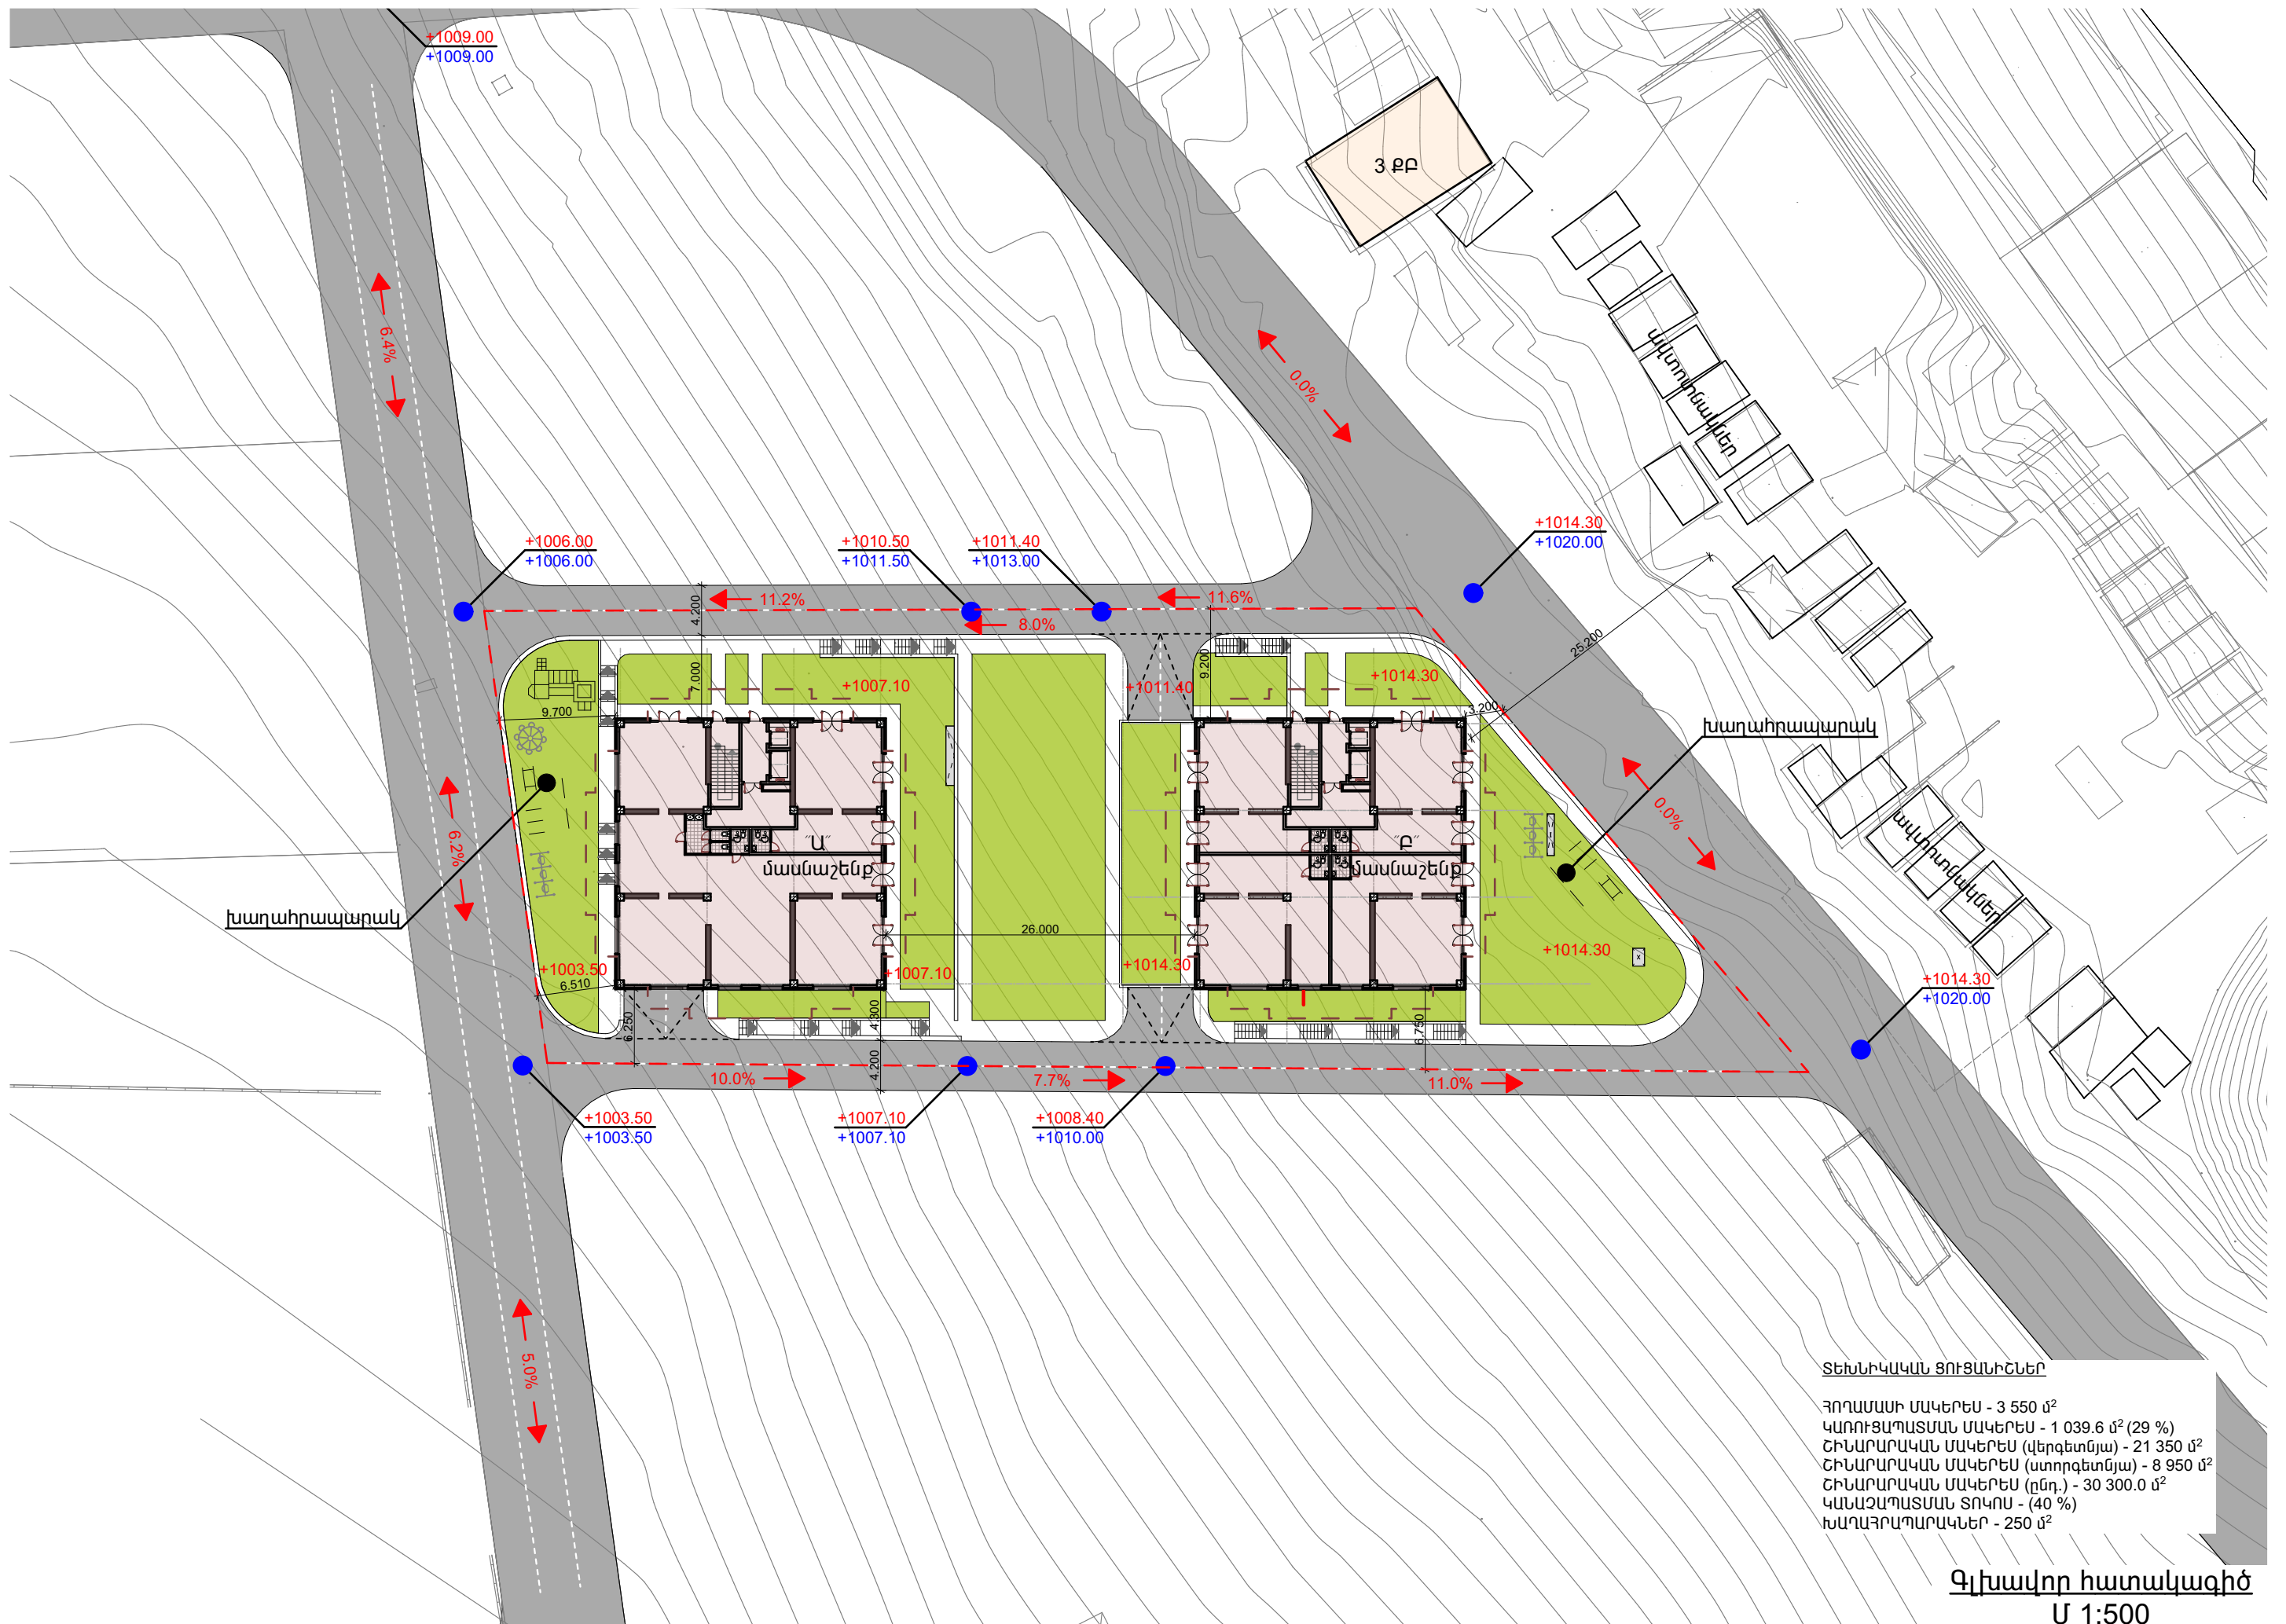 +1009.00
+1009.00
3 ՔԲ
6.4%
0.0%
ավտոտնակներ
+1006.00
+1006.00
+1010.50
+1011.50
+1011.40
+1013.00
+1014.30
+1020.00
4.200
11.2%
8.0%
11.6%
25.200
7.000
9.200
+1007.10
+1011.40
+1014.30
9.700
3.200
խաղահրապարակ
6.2%
"Ա"
մասնաշենք
"Բ"
մասնաշենք
0.0%
ավտոտնակներ
խաղահրապարակ
26.000
+1003.50
+1007.10
+1014.30
+1014.30
6.510
+1014.30
+1020.00
6.250
4.300
6.750
4.200
10.0%
7.7%
11.0%
+1003.50
+1003.50
+1007.10
+1007.10
+1008.40
+1010.00
5.0%
ՏԵԽՆԻԿԱԿԱՆ ՑՈՒՑԱՆԻՇՆԵՐ
ՀՈՂԱՄԱՍԻ ՄԱԿԵՐԵՍ - 3 550 մ²
ԿԱՌՈՒՑԱՊԱՏՄԱՆ ՄԱԿԵՐԵՍ - 1 039.6 մ² (29 %)
ՇԻՆԱՐԱՐԱԿԱՆ ՄԱԿԵՐԵՍ (վերգետնյա) - 21 350 մ²
ՇԻՆԱՐԱՐԱԿԱՆ ՄԱԿԵՐԵՍ (ստորգետնյա) - 8 950 մ²
ՇԻՆԱՐԱՐԱԿԱՆ ՄԱԿԵՐԵՍ (ընդ.) - 30 300.0 մ²
ԿԱՆԱՉԱՊԱՏՄԱՆ ՏՈԿՈՍ - (40 %)
ԽԱՂԱՀՐԱՊԱՐԱԿՆԵՐ - 250 մ²
Գլխավոր հատակագիծ
Մ 1:500